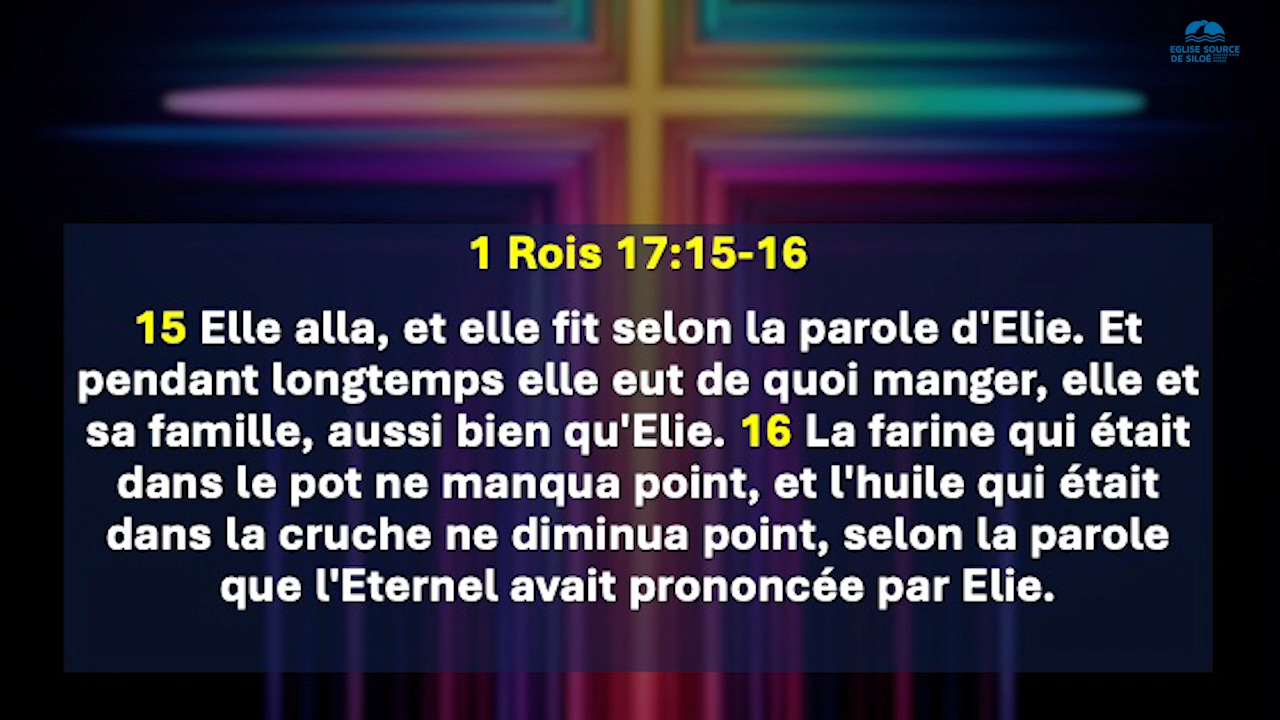 EGLISE SOURCE
DE SILOÉ
1 Rois 17:15-16
15 Elle alla, et elle fit selon la parole d'Elie. Et
pendant longtemps elle eut de quoi manger, elle et
sa famille, aussi bien qu'Elie. 16 La farine qui était
dans le pot ne manqua point, et l'huile qui était
dans la cruche ne diminua point, selon la parole
que l'Eternel avait prononcée par Elie.